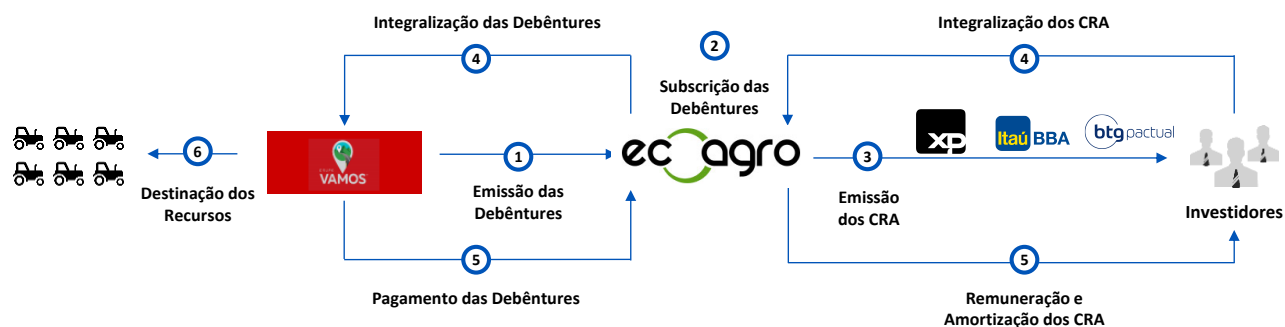 Integralização das Debêntures
4
2
Subscrição das
Debêntures
Integralização dos CRA
4
6
Destinação dos
Recursos
GRUPO
VAMOS
1
Emissão das
Debêntures
ecoagro
3
Emissão
dos CRA
xp
Itaú BBA
btg pactual
Investidores
5
Pagamento das Debêntures
5
Remuneração e
Amortização dos CRA